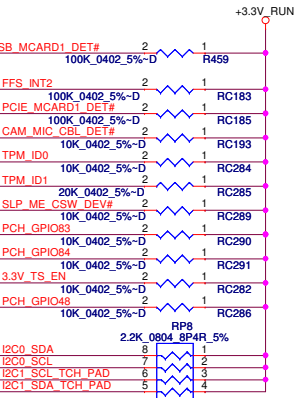 +3.3V_RUN
SB_MCARD1_DET# 2 1
100K_0402_5%~D R459
FFS_INT2 2 1
100K_0402_5%~D RC183
PCIE_MCARD1_DET# 2 1
100K_0402_5%~D RC185
CAM_MIC_CBL_DET# 2 1
10K_0402_5%~D RC193
TPM_ID0 2 1
10K_0402_5%~D RC284
TPM_ID1 2 1
20K_0402_5%~D RC285
SLP_ME_CSW_DEV# 2 1
10K_0402_5%~D RC289
PCH_GPIO83 2 1
10K_0402_5%~D RC290
PCH_GPIO84 2 1
10K_0402_5%~D RC291
3.3V_TS_EN 2 1
10K_0402_5%~D RC282
PCH_GPIO48 2 1
10K_0402_5%~D RC286
RP8
2.2K_0804_8P4R_5%
I2C0_SDA 8 1
I2C0_SCL 7 2
I2C1_SCL_TCH_PAD 6 3
I2C1_SDA_TCH_PAD 5 4